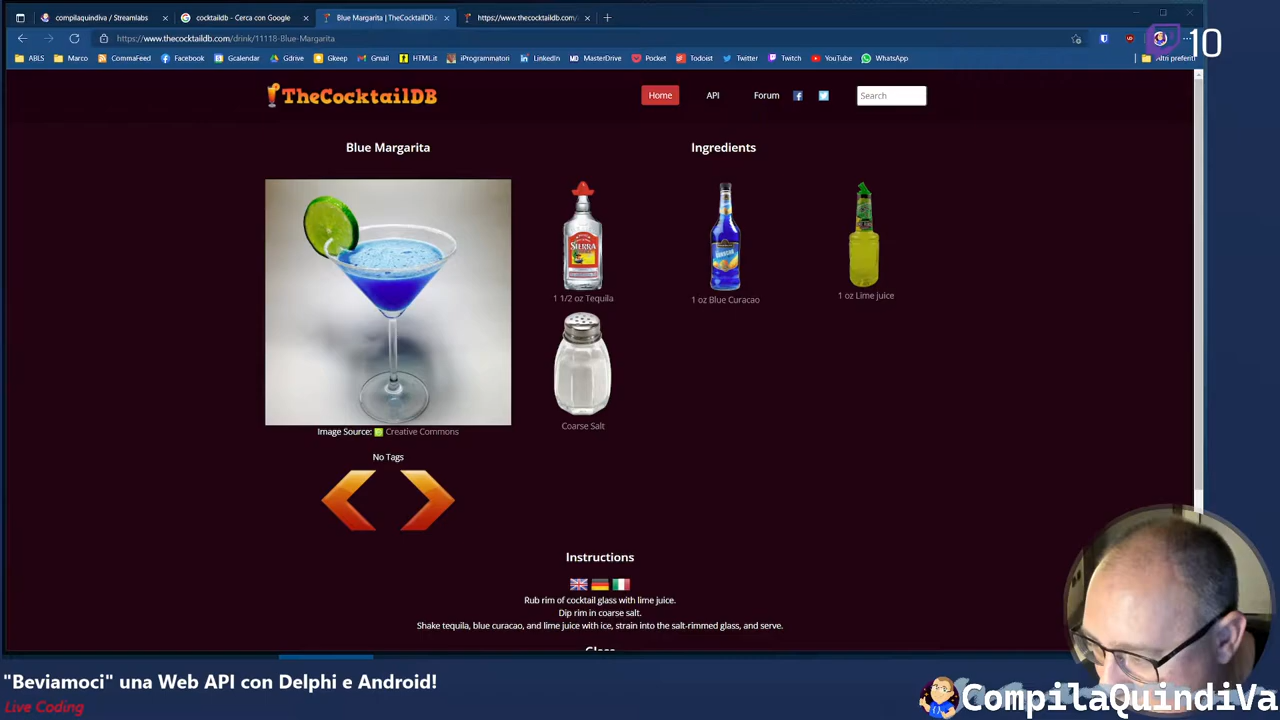 compilaquindiva / Streamlabs
cocktaildb - Cerca con Google
Blue Margarita | TheCocktailDB
https://www.thecocktaildb.com/im
https://www.thecocktaildb.com/drink/11118-Blue-Margarita
10
ABLS Marco CommaFeed Facebook Gcalendar Gdrive Gkeep Gmail HTML.it iProgrammatori LinkedIn MasterDrive Pocket Todoist Twitter Twitch YouTube WhatsApp Altri preferiti
TheCocktailDB
Home API Forum Search
Blue Margarita
Ingredients
SIERRA
1 1/2 oz Tequila
1 oz Blue Curacao
1 oz Lime juice
Coarse Salt
Image Source: Creative Commons
No Tags
Instructions
Rub rim of cocktail glass with lime juice.
Dip rim in coarse salt.
Shake tequila, blue curacao, and lime juice with ice, strain into the salt-rimmed glass, and serve.
Glass
"Beviamoci" una Web API con Delphi e Android!
Live Coding
CompilaQuindiVa